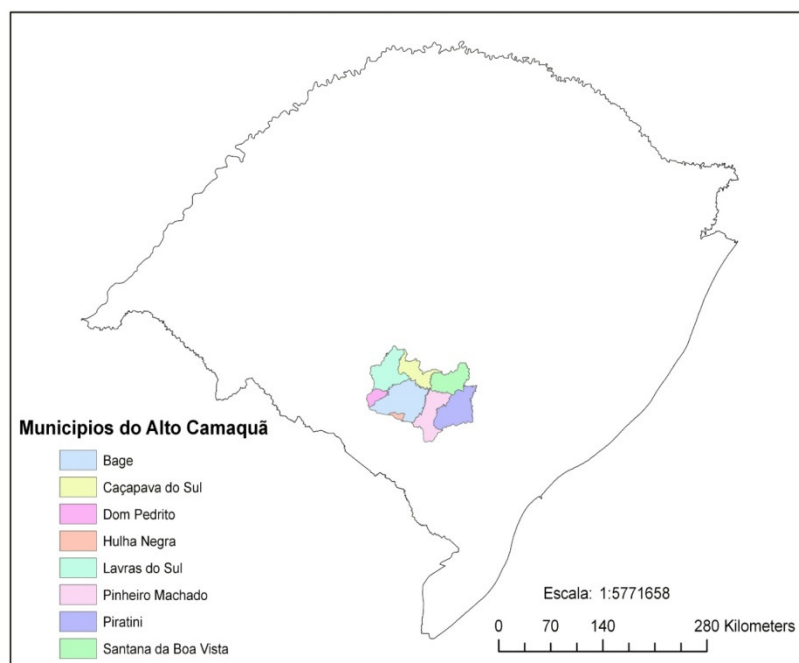 Municipios do Alto Camaquã
Bage
Caçapava do Sul
Dom Pedrito
Hulha Negra
Lavras do Sul
Pinheiro Machado
Piratini
Santana da Boa Vista
Escala: 1:5771658
0 70 140 280 Kilometers